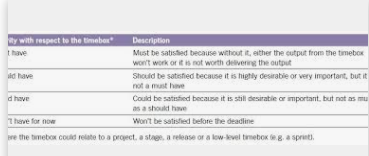 ity with respect to the timebox* Description
t have Must be satisfied because without it, either the output from the timebox
won't work or it is not worth delivering the output
uld have Should be satisfied because it is highly desirable or very important, but it
not a must have
d have Could be satisfied because it is still desirable or important, but not as mu
as a should have
't have for now Won't be satisfied before the deadline
ere the timebox could relate to a project, a stage, a release or a low-level timebox (e.g. a sprint).